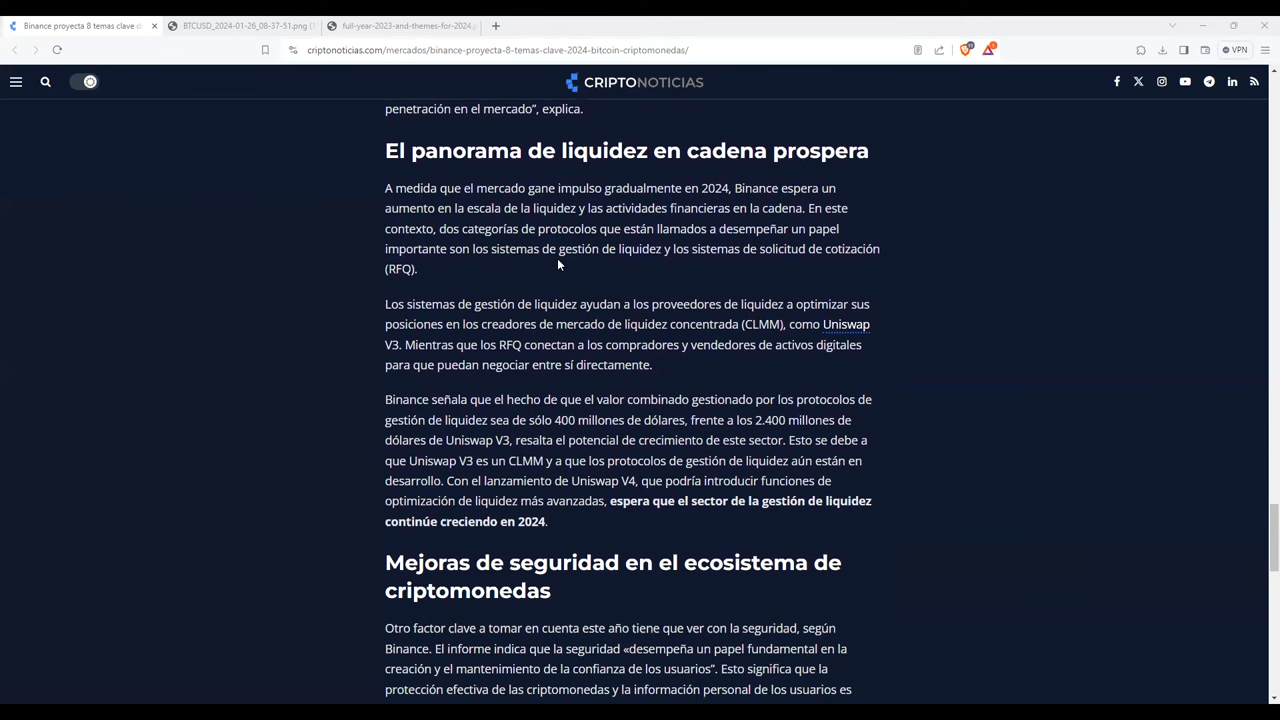 Binance proyecta 8 temas clave d
BTCUSD_2024-01-26_08-37-51.png (1
full-year-2023-and-themes-for-2024.p
criptonoticias.com/mercados/binance-proyecta-8-temas-clave-2024-bitcoin-criptomonedas/
VPN
CRIPTONOTICIAS
penetración en el mercado", explica.
El panorama de liquidez en cadena prospera
A medida que el mercado gane impulso gradualmente en 2024, Binance espera un
aumento en la escala de la liquidez y las actividades financieras en la cadena. En este
contexto, dos categorías de protocolos que están llamados a desempeñar un papel
importante son los sistemas de gestión de liquidez y los sistemas de solicitud de cotización
(RFQ).
Los sistemas de gestión de liquidez ayudan a los proveedores de liquidez a optimizar sus
posiciones en los creadores de mercado de liquidez concentrada (CLMM), como Uniswap
V3. Mientras que los RFQ conectan a los compradores y vendedores de activos digitales
para que puedan negociar entre sí directamente.
Binance señala que el hecho de que el valor combinado gestionado por los protocolos de
gestión de liquidez sea de sólo 400 millones de dólares, frente a los 2.400 millones de
dólares de Uniswap V3, resalta el potencial de crecimiento de este sector. Esto se debe a
que Uniswap V3 es un CLMM y a que los protocolos de gestión de liquidez aún están en
desarrollo. Con el lanzamiento de Uniswap V4, que podría introducir funciones de
optimización de liquidez más avanzadas, espera que el sector de la gestión de liquidez
continúe creciendo en 2024.
Mejoras de seguridad en el ecosistema de
criptomonedas
Otro factor clave a tomar en cuenta este año tiene que ver con la seguridad, según
Binance. El informe indica que la seguridad «desempeña un papel fundamental en la
creación y el mantenimiento de la confianza de los usuarios". Esto significa que la
protección efectiva de las criptomonedas y la información personal de los usuarios es